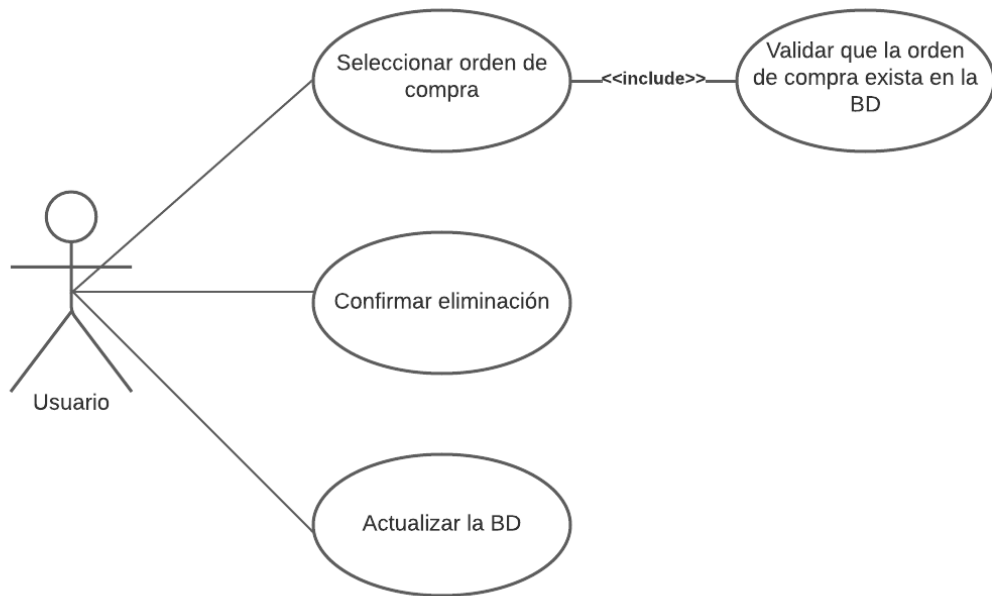 Seleccionar orden de
compra
<<include>>
Validar que la orden
de compra exista en la
BD
Confirmar eliminación
Usuario
Actualizar la BD